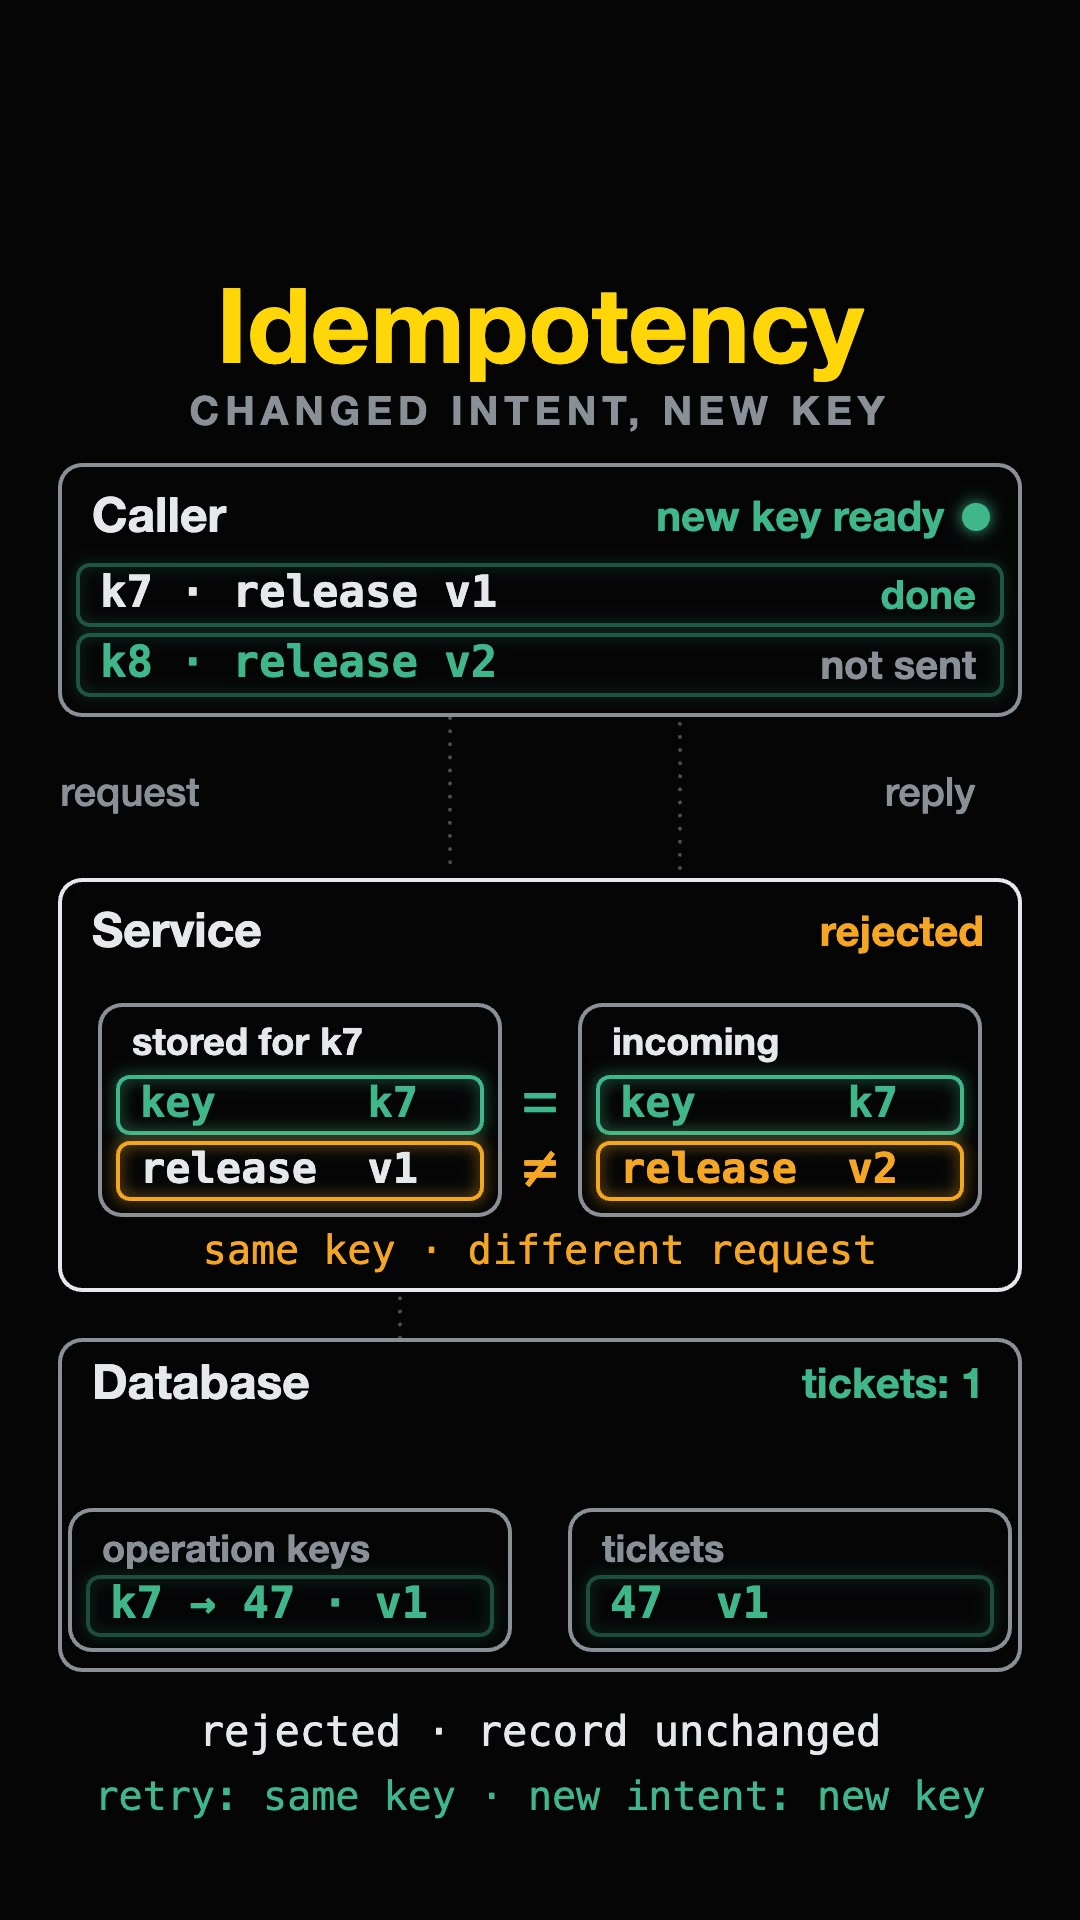 Idempotency
CHANGED INTENT, NEW KEY
Caller new key ready
k7 · release v1 done
k8 · release v2 not sent
request reply
Service rejected
stored for k7 incoming
key k7 = key k7
release v1 ≠ release v2
same key · different request
Database tickets: 1
operation keys tickets
k7 → 47 · v1 47 v1
rejected · record unchanged
retry: same key · new intent: new key